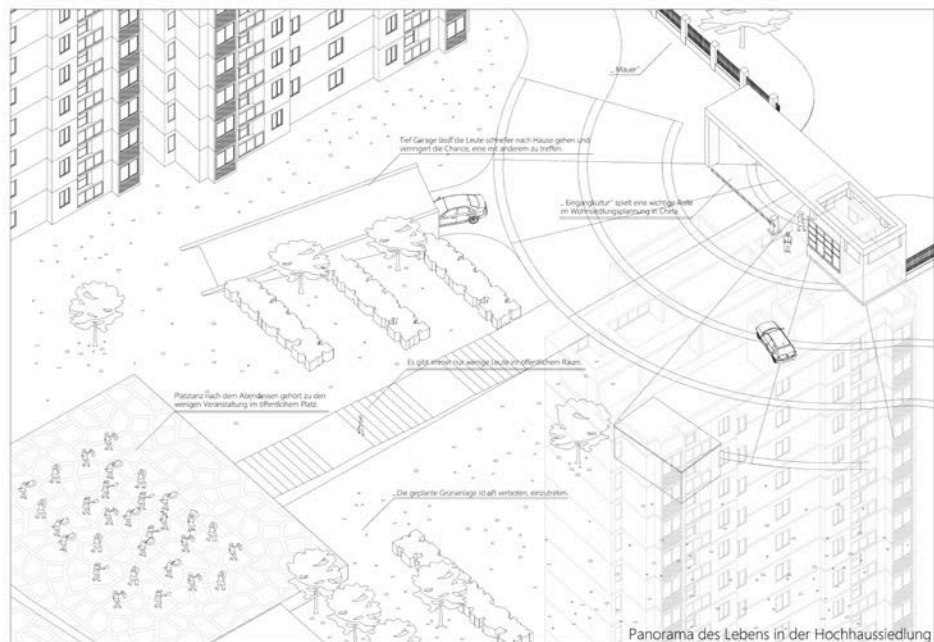 „Mauer"
Tief Garage lässt die Leute schneller nach Hause gehen und
verringert die Chance, eine mit anderem zu treffen.
„Eingangkultur" spielt eine wichtige Rolle
im Wohnsiedlungsplannung in China.
Es gibt immer nur wenige Leute im öffentlichem Raum.
Platztanz nach dem Abendessen gehört zu den
wenigen Veranstaltung im öffentlichem Platz.
Die geplante Grünanlage ist oft verboten, einzutreten.
Panorama des Lebens in der Hochhaussiedlung